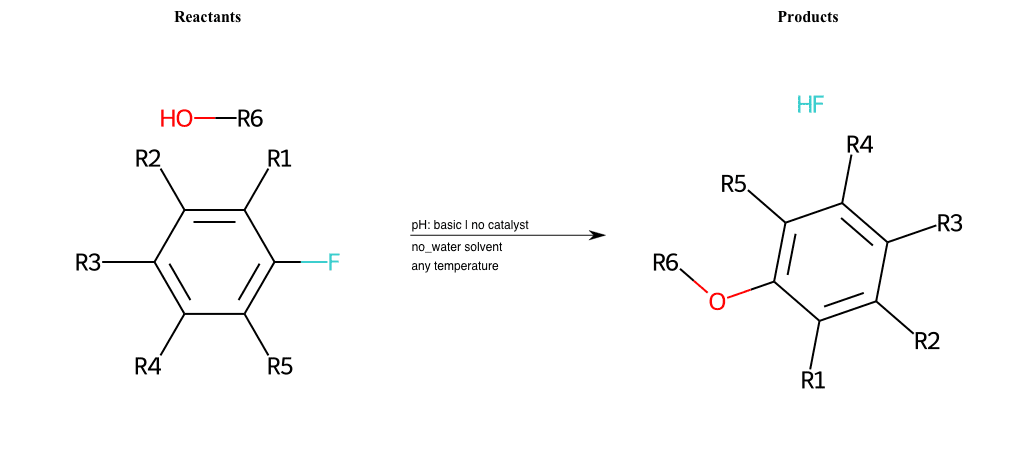 Reactants
Products
HO R6
R2 R1
R3 F
R4 R5
pH: basic | no catalyst
no_water solvent
any temperature
HF
R4
R5
R3
R6
O
R2
R1